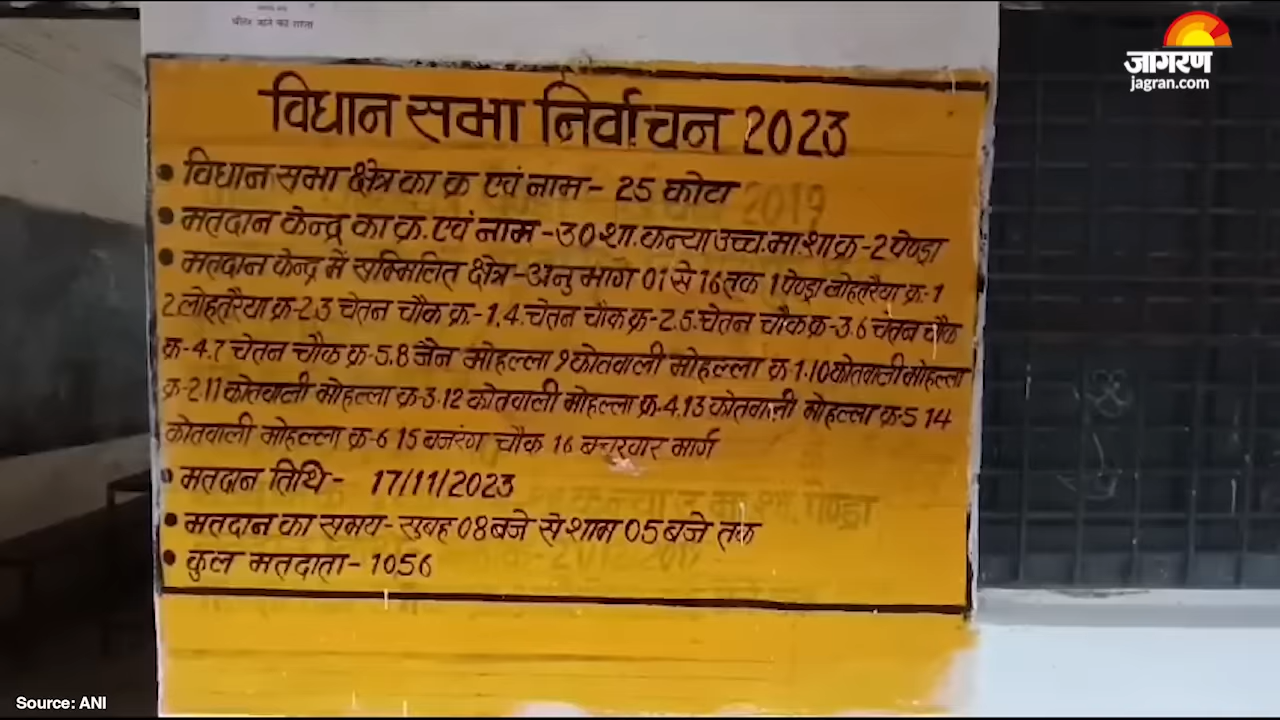 भीतर जाने का रास्ता
जागरण
jagran.com
विधान सभा निर्वाचन 2023
• विधान सभा क्षेत्र का क्र एवं नाम - 25 कोटा
• मतदान केन्द्र का क्र. एवं नाम - 30 शा. कन्या उच्च. मा. शा क्र - 2 पेण्ड्रा
• मतदान केन्द्र में सम्मिलित क्षेत्र - अनुभाग 01 से 16 तक 1 पेण्ड्रा लोहतरैया क्र.-1
2 लोहतरैया क्र-2.3 चेतन चौक क्र.-1.4. चेतन चौक क्र-2.5. चेतन चौक क्र-3.6 चेतन चौक
क्र-4.7 चेतन चौक क्र-5.8 जैन मोहल्ला 9 कोतवाली मोहल्ला क्र 1.10 कोतवाली मोहल्ला
क्र-2.11 कोतवाली मोहल्ला क्र-3.12 कोतवाली मोहल्ला क्र-4.13 कोतवाली मोहल्ला क्र-5 14
कोतवाली मोहल्ला क्र-6 15 बजरंग चौक 16 मार्ग
• मतदान तिथि - 17/11/2023
• मतदान का समय - सुबह 08 बजे से शाम 05 बजे तक
• कुल मतदाता - 1056
Source: ANI